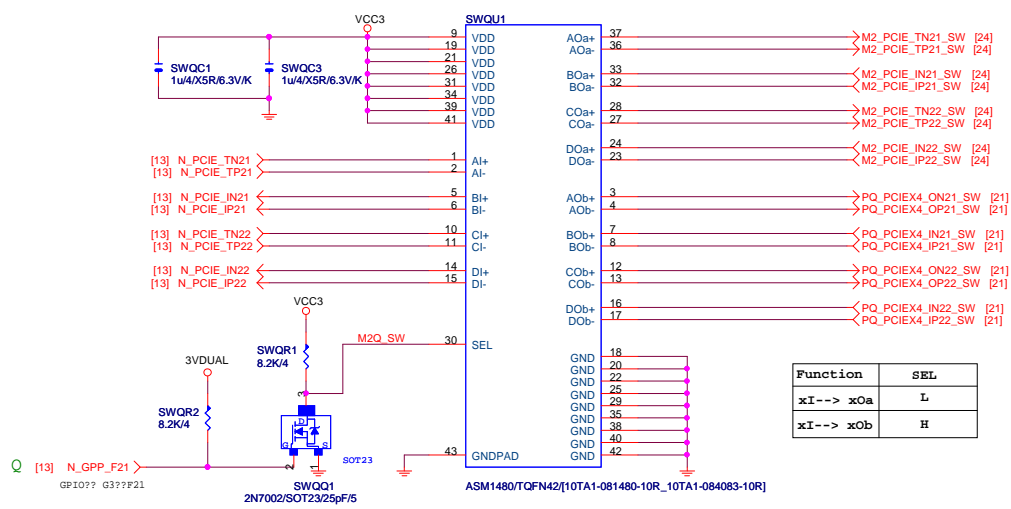 VCC3
SWQU1
SWQC1
1u/4/X5R/6.3V/K
SWQC3
1u/4/X5R/6.3V/K
9 VDD
19 VDD
21 VDD
26 VDD
31 VDD
34 VDD
39 VDD
41 VDD
[13] N_PCIE_TN21 1 AI+
[13] N_PCIE_TP21 2 AI-
[13] N_PCIE_IN21 5 BI+
[13] N_PCIE_IP21 6 BI-
[13] N_PCIE_TN22 10 CI+
[13] N_PCIE_TP22 11 CI-
[13] N_PCIE_IN22 14 DI+
[13] N_PCIE_IP22 15 DI-
AOa+ 37 M2_PCIE_TN21_SW [24]
AOa- 36 M2_PCIE_TP21_SW [24]
BOa+ 33 M2_PCIE_IN21_SW [24]
BOa- 32 M2_PCIE_IP21_SW [24]
COa+ 28 M2_PCIE_TN22_SW [24]
COa- 27 M2_PCIE_TP22_SW [24]
DOa+ 24 M2_PCIE_IN22_SW [24]
DOa- 23 M2_PCIE_IP22_SW [24]
AOb+ 3 PQ_PCIEX4_ON21_SW [21]
AOb- 4 PQ_PCIEX4_OP21_SW [21]
BOb+ 7 PQ_PCIEX4_IN21_SW [21]
BOb- 8 PQ_PCIEX4_IP21_SW [21]
COb+ 12 PQ_PCIEX4_ON22_SW [21]
COb- 13 PQ_PCIEX4_OP22_SW [21]
DOb+ 16 PQ_PCIEX4_IN22_SW [21]
DOb- 17 PQ_PCIEX4_IP22_SW [21]
VCC3
M2Q_SW 30 SEL
SWQR1
8.2K/4
3VDUAL
SWQR2
8.2K/4
3
D
G
S
2
1
SOT23
SWQQ1
2N7002/SOT23/25pF/5
Q [13] N_GPP_F21
GPIO?? G3??F21
GND 18
GND 20
GND 22
GND 25
GND 29
GND 35
GND 38
GND 40
GND 42
43 GNDPAD
ASM1480/TQFN42/[10TA1-081480-10R_10TA1-084083-10R]
Function SEL
xI--> xOa L
xI--> xOb H